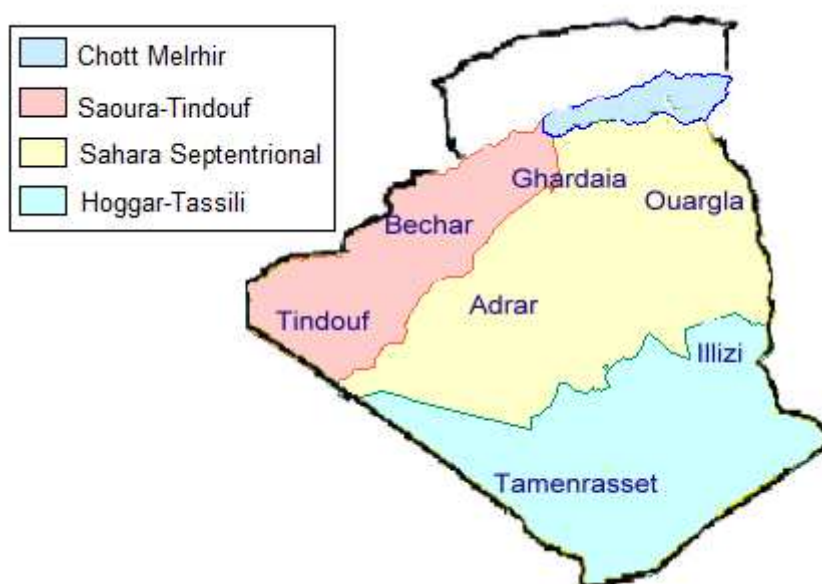 Chott Melrhir
Saoura-Tindouf
Sahara Septentrional
Hoggar-Tassili
Ghardaia
Ouargla
Bechar
Adrar
Tindouf
Illizi
Tamenrasset